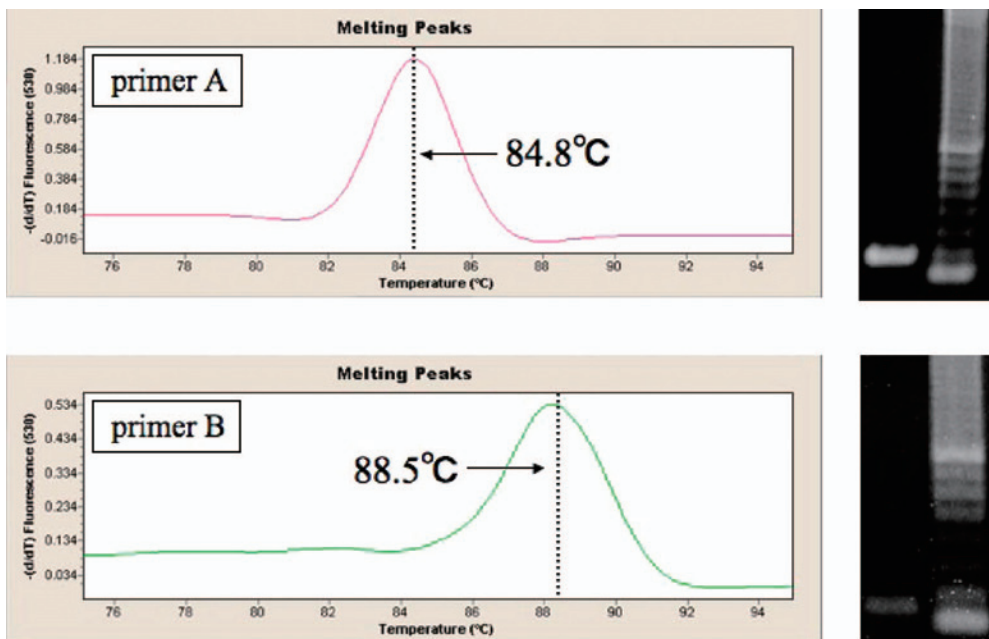 Melting Peaks
primer A
-(d/dT) Fluorescence (530)
1.184
0.984
0.784
0.584
0.384
0.184
-0.016
84.8℃
76 78 80 82 84 86 88 90 92 94
Temperature (ºC)
Melting Peaks
primer B
-(d/dT) Fluorescence (530)
0.534
0.434
0.334
0.234
0.134
0.034
88.5℃
76 78 80 82 84 86 88 90 92 94
Temperature (ºC)